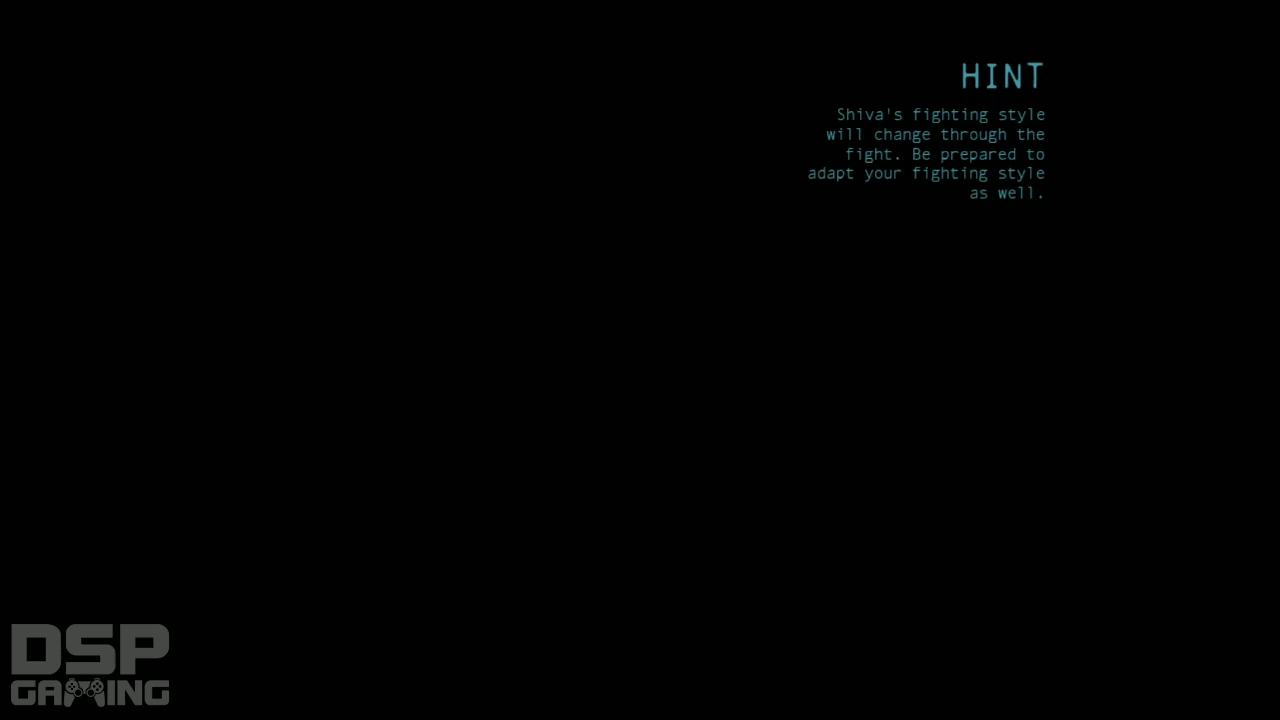 HINT
Shiva's fighting style
will change through the
fight. Be prepared to
adapt your fighting style
as well.
DSP
GAMING